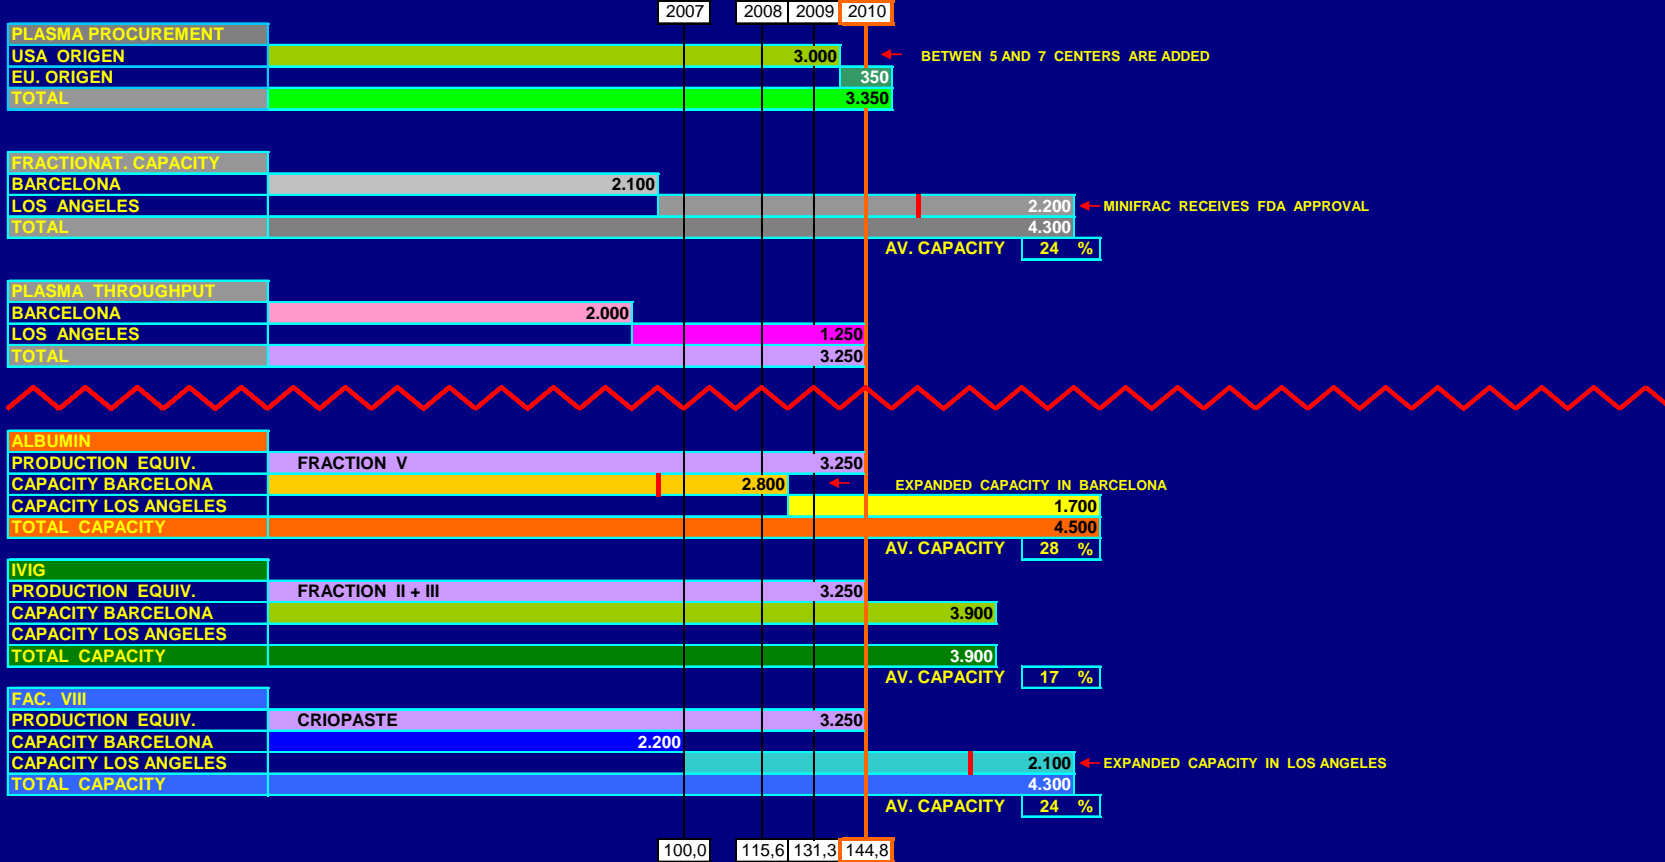 2007 2008 2009 2010
PLASMA PROCUREMENT
USA ORIGEN 3.000 BETWEN 5 AND 7 CENTERS ARE ADDED
EU. ORIGEN 350
TOTAL 3.350
FRACTIONAT. CAPACITY
BARCELONA 2.100
LOS ANGELES 2.200 MINIFRAC RECEIVES FDA APPROVAL
TOTAL 4.300
AV. CAPACITY 24 %
PLASMA THROUGHPUT
BARCELONA 2.000
LOS ANGELES 1.250
TOTAL 3.250
ALBUMIN
PRODUCTION EQUIV. FRACTION V 3.250
CAPACITY BARCELONA 2.800 EXPANDED CAPACITY IN BARCELONA
CAPACITY LOS ANGELES 1.700
TOTAL CAPACITY 4.500
AV. CAPACITY 28 %
IVIG
PRODUCTION EQUIV. FRACTION II + III 3.250
CAPACITY BARCELONA 3.900
CAPACITY LOS ANGELES
TOTAL CAPACITY 3.900
AV. CAPACITY 17 %
FAC. VIII
PRODUCTION EQUIV. CRIOPASTE 3.250
CAPACITY BARCELONA 2.200
CAPACITY LOS ANGELES 2.100 EXPANDED CAPACITY IN LOS ANGELES
TOTAL CAPACITY 4.300
AV. CAPACITY 24 %
100,0 115,6 131,3 144,8